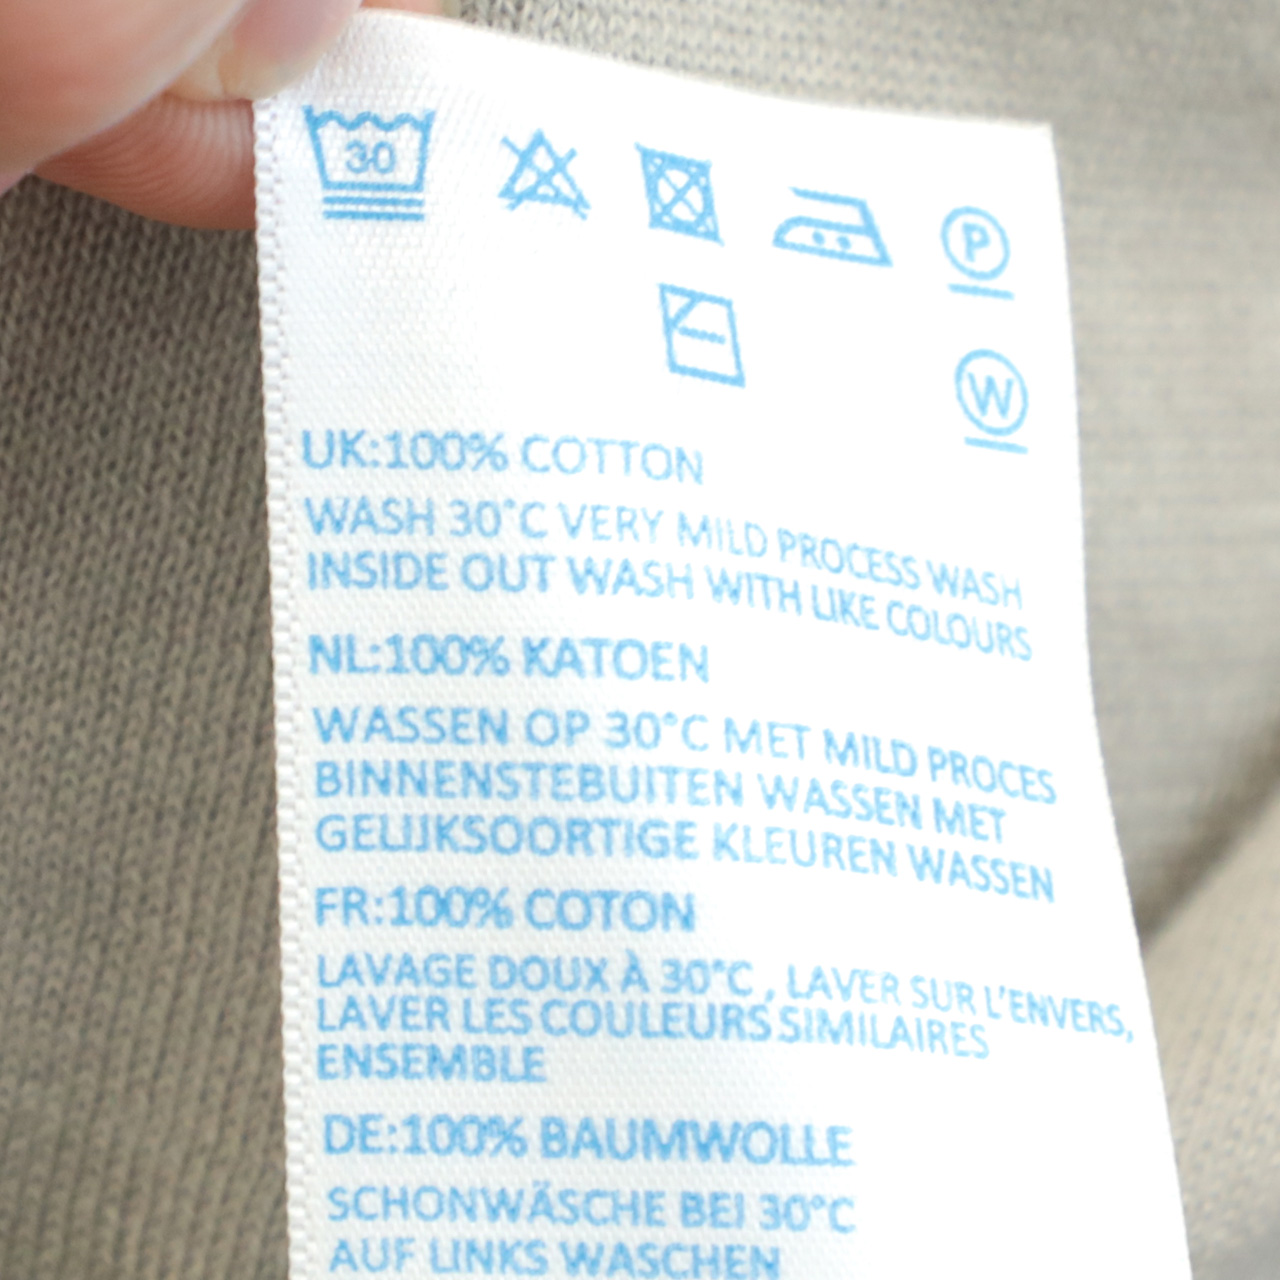 30
P
W
UK:100% COTTON
WASH 30°C VERY MILD PROCESS WASH
INSIDE OUT WASH WITH LIKE COLOURS
NL:100% KATOEN
WASSEN OP 30°C MET MILD PROCES
BINNENSTEBUITEN WASSEN MET
GELIJKSOORTIGE KLEUREN WASSEN
FR:100% COTON
LAVAGE DOUX À 30°C , LAVER SUR L'ENVERS,
LAVER LES COULEURS SIMILAIRES
ENSEMBLE
DE:100% BAUMWOLLE
SCHONWÄSCHE BEI 30°C
AUF LINKS WASCHEN